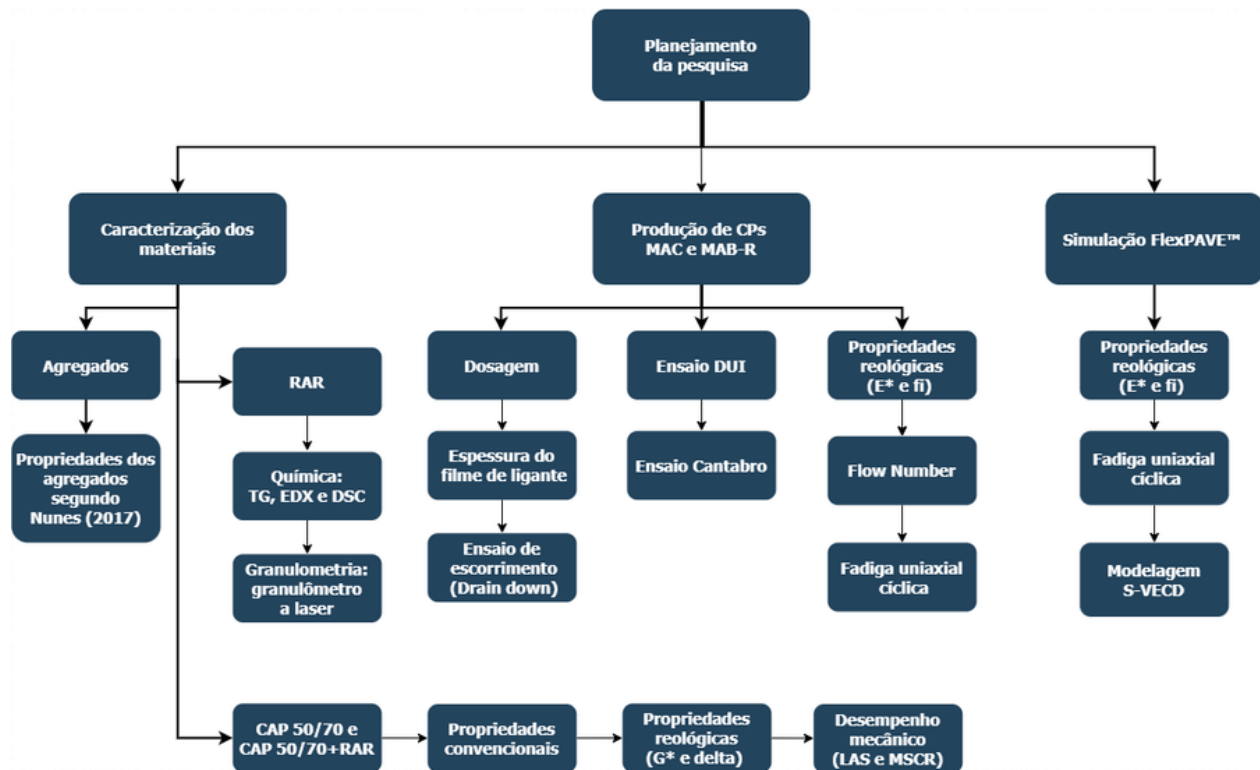 Planejamento
da pesquisa
Caracterização dos
materiais
Produção de CPs
MAC e MAB-R
Simulação FlexPAVE™
Agregados
RAR
Dosagem
Ensaio DUI
Propriedades
reológicas
(E* e fi)
Propriedades
reológicas
(E* e fi)
Propriedades dos
agregados
segundo
Nunes (2017)
Química:
TG, EDX e DSC
Espessura do
filme de ligante
Ensaio Cantabro
Flow Number
Fadiga uniaxial
cíclica
Granulometria:
granulômetro
a laser
Ensaio de
escorrimento
(Drain down)
Fadiga uniaxial
cíclica
Modelagem
S-VECD
CAP 50/70 e
CAP 50/70+RAR
Propriedades
convencionais
Propriedades
reológicas
(G* e delta)
Desempenho
mecânico
(LAS e MSCR)